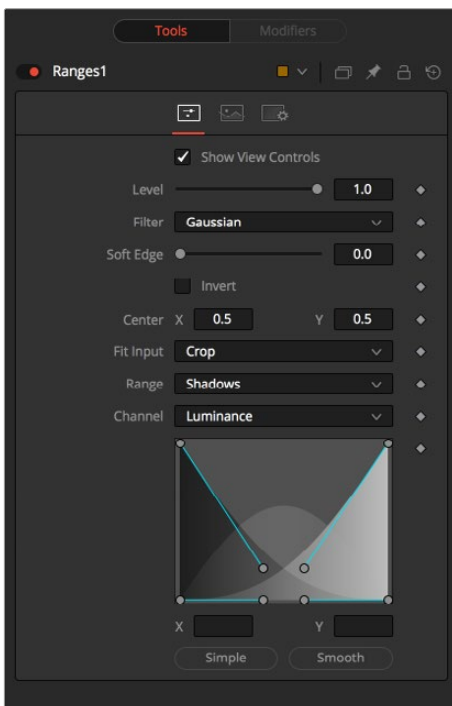 Tools Modifiers
Ranges1
Show View Controls
Level 1.0
Filter Gaussian
Soft Edge 0.0
Invert
Center X 0.5 Y 0.5
Fit Input Crop
Range Shadows
Channel Luminance
X Y
Simple Smooth